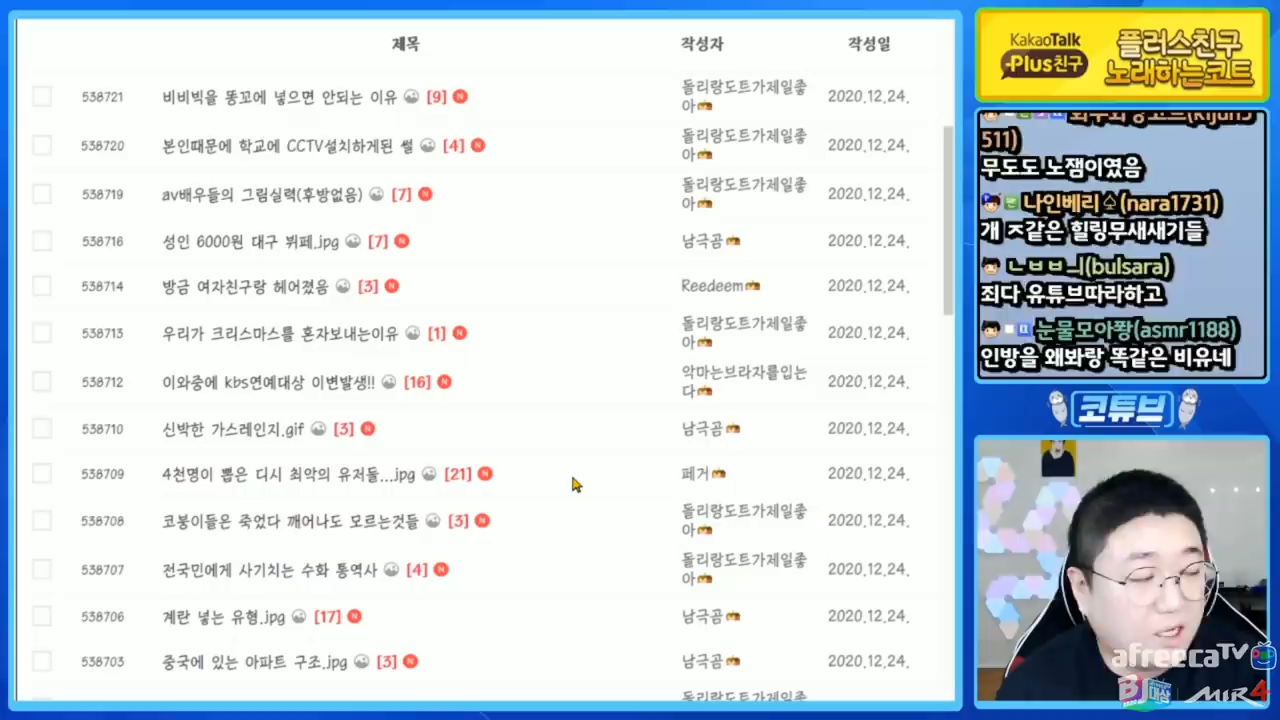 제목 작성자 작성일
538721 비비빅을 똥꼬에 넣으면 안되는 이유 [9] N 돌리랑도트가제일좋아 2020.12.24.
538720 본인때문에 학교에 CCTV설치하게된 썰 [4] N 돌리랑도트가제일좋아 2020.12.24.
538719 av배우들의 그림실력(후방없음) [7] N 돌리랑도트가제일좋아 2020.12.24.
538716 성인 6000원 대구 뷔페.jpg [7] N 남극곰 2020.12.24.
538714 방금 여자친구랑 헤어졌음 [3] N Reedeem 2020.12.24.
538713 우리가 크리스마스를 혼자보내는이유 [1] N 돌리랑도트가제일좋아 2020.12.24.
538712 이와중에 kbs연예대상 이변발생!! [16] N 악마는브라자를입는다 2020.12.24.
538710 신박한 가스레인지.gif [3] N 남극곰 2020.12.24.
538709 4천명이 뽑은 디시 최악의 유저들...jpg [21] N 페거 2020.12.24.
538708 코봉이들은 죽었다 깨어나도 모르는것들 [3] N 돌리랑도트가제일좋아 2020.12.24.
538707 전국민에게 사기치는 수화 통역사 [4] N 돌리랑도트가제일좋아 2020.12.24.
538706 계란 넣는 유형.jpg [17] N 남극곰 2020.12.24.
538703 중국에 있는 아파트 구조.jpg [3] N 남극곰 2020.12.24.
돌리랑도트가제일좋
KakaoTalk
Plus친구
플러스친구
노래하는코트
511)
무도도 노잼이였음
나인베리♤(nara1731)
개 ㅈ같은 힐링무새새기들
ㄴㅂㅂㅡㅣ(bulsara)
죄다 유튜브따라하고
눈물모아쫭(asmr1188)
인방을 왜봐랑 똑같은 비유네
코튜브
afreecaTV
BJ대상
MIR4